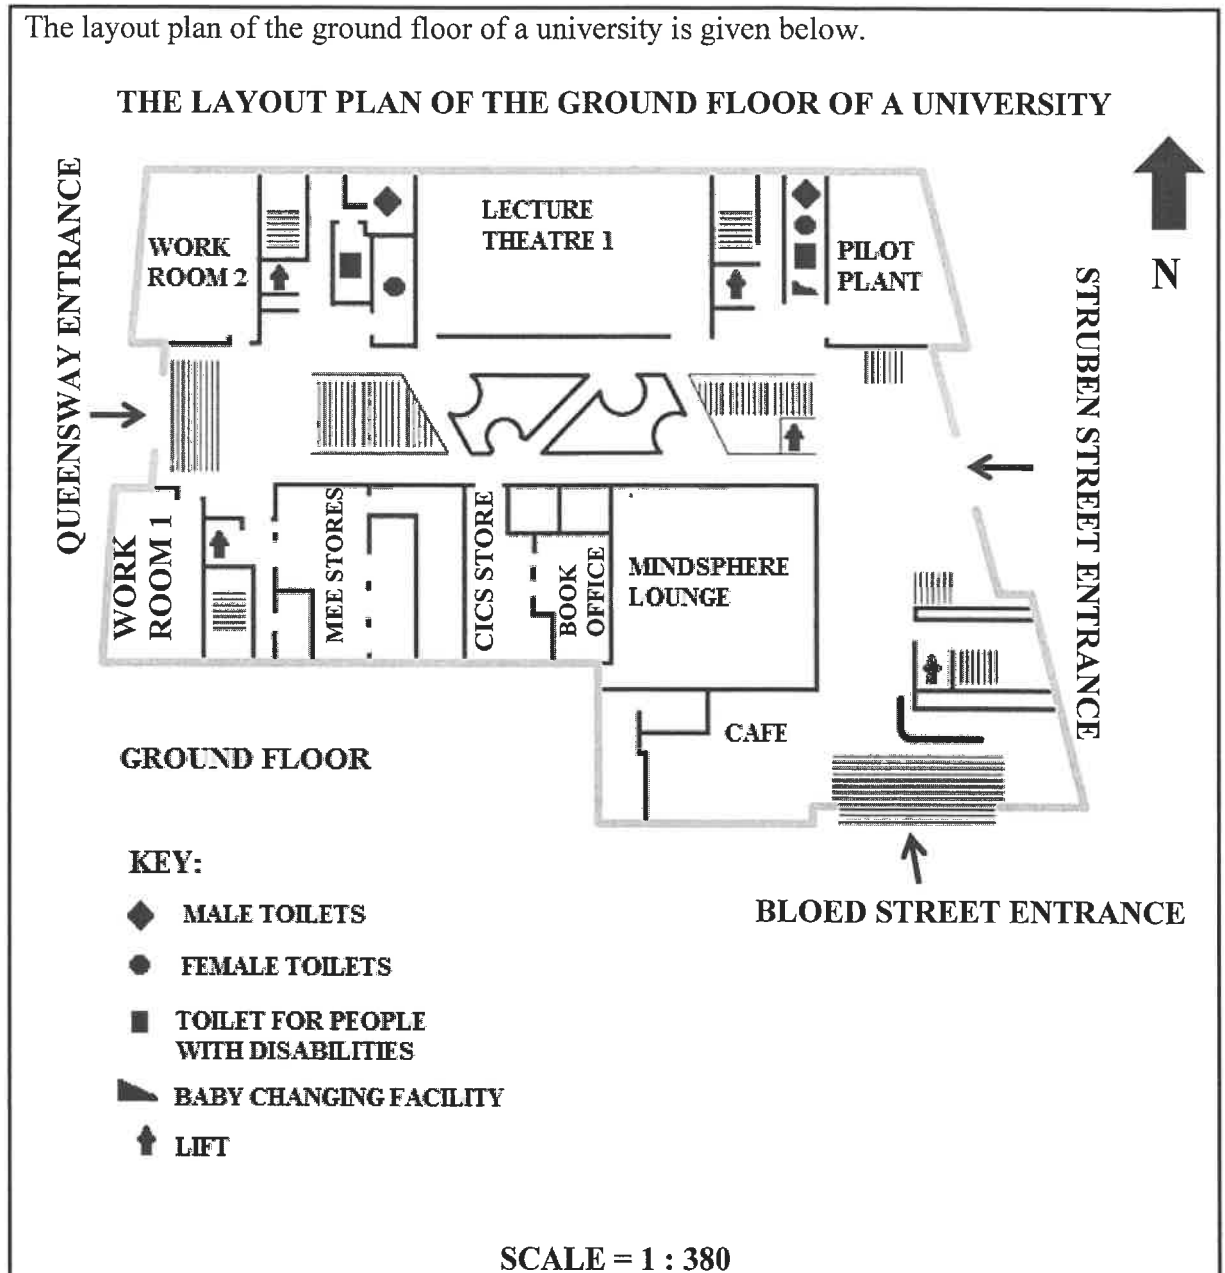 The layout plan of the ground floor of a university is given below.
THE LAYOUT PLAN OF THE GROUND FLOOR OF A UNIVERSITY
QUEENSWAY ENTRANCE
WORK
ROOM 2
LECTURE
THEATRE 1
PILOT
PLANT
N
STRUBEN STREET ENTRANCE
WORK
ROOM 1
MEE STORES
CICS STORE
BOOK
OFFICE
MINDSPHERE
LOUNGE
CAFE
GROUND FLOOR
BLOED STREET ENTRANCE
KEY:
MALE TOILETS
FEMALE TOILETS
TOILET FOR PEOPLE
WITH DISABILITIES
BABY CHANGING FACILITY
LIFT
SCALE = 1 : 380